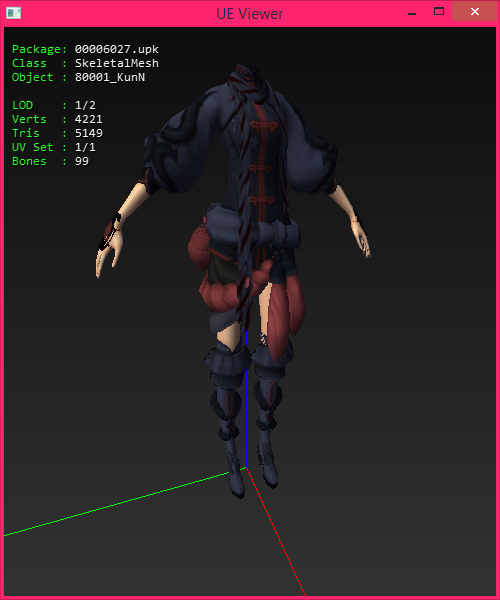 UE Viewer
Package: 00006027.upk
Class  : SkeletalMesh
Object : 80001_KunN
LOD    : 1/2
Verts  : 4221
Tris   : 5149
UV Set : 1/1
Bones  : 99